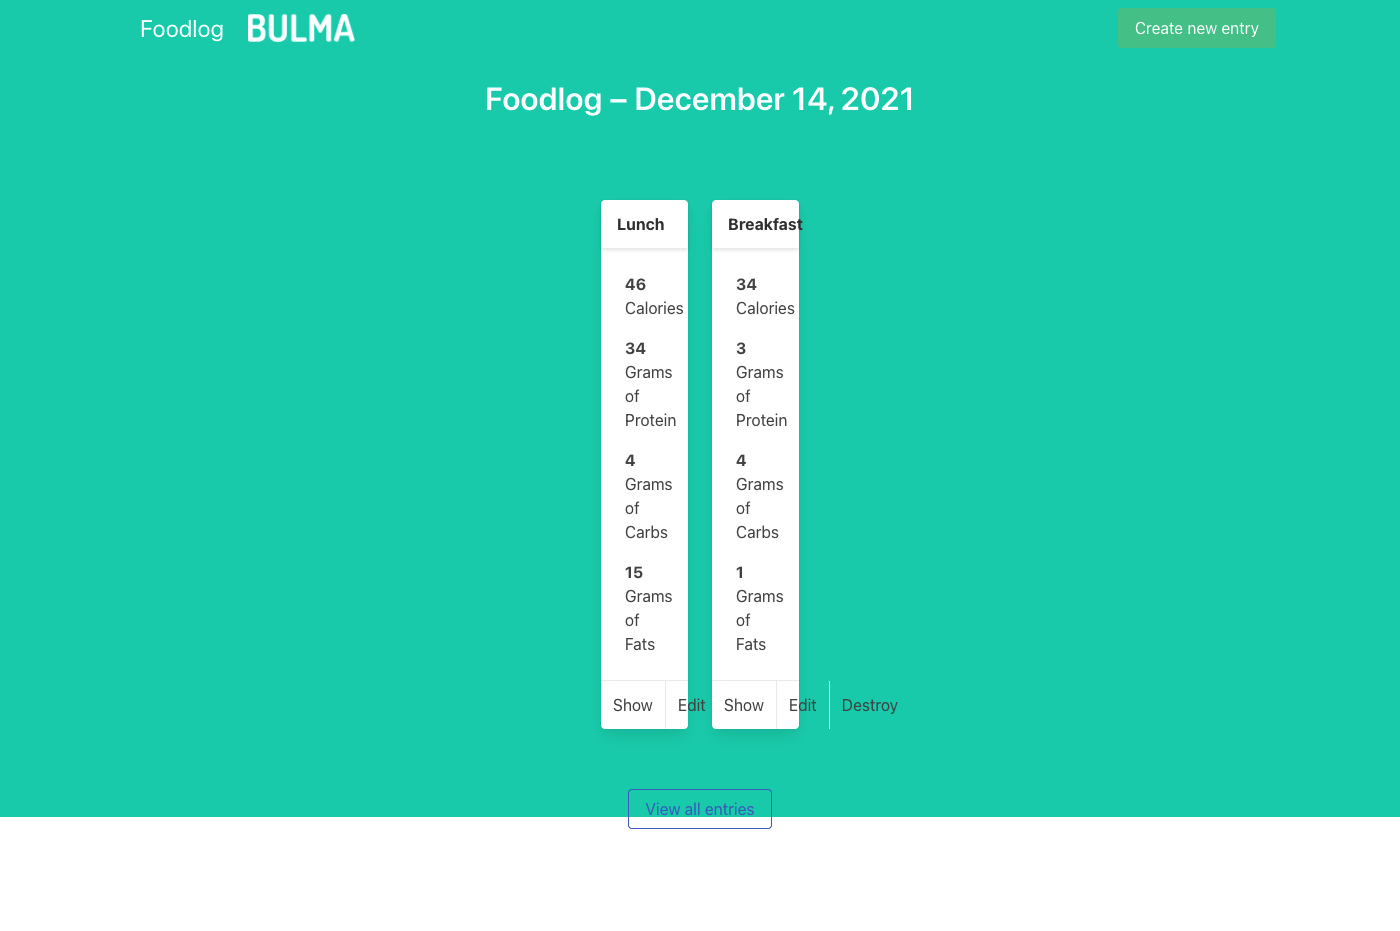 Foodlog BULMA Create new entry
Foodlog – December 14, 2021
Lunch
46
Calories
34
Grams
of
Protein
4
Grams
of
Carbs
15
Grams
of
Fats
Show Edit
Breakfast
34
Calories
3
Grams
of
Protein
4
Grams
of
Carbs
1
Grams
of
Fats
Show Edit Destroy
View all entries